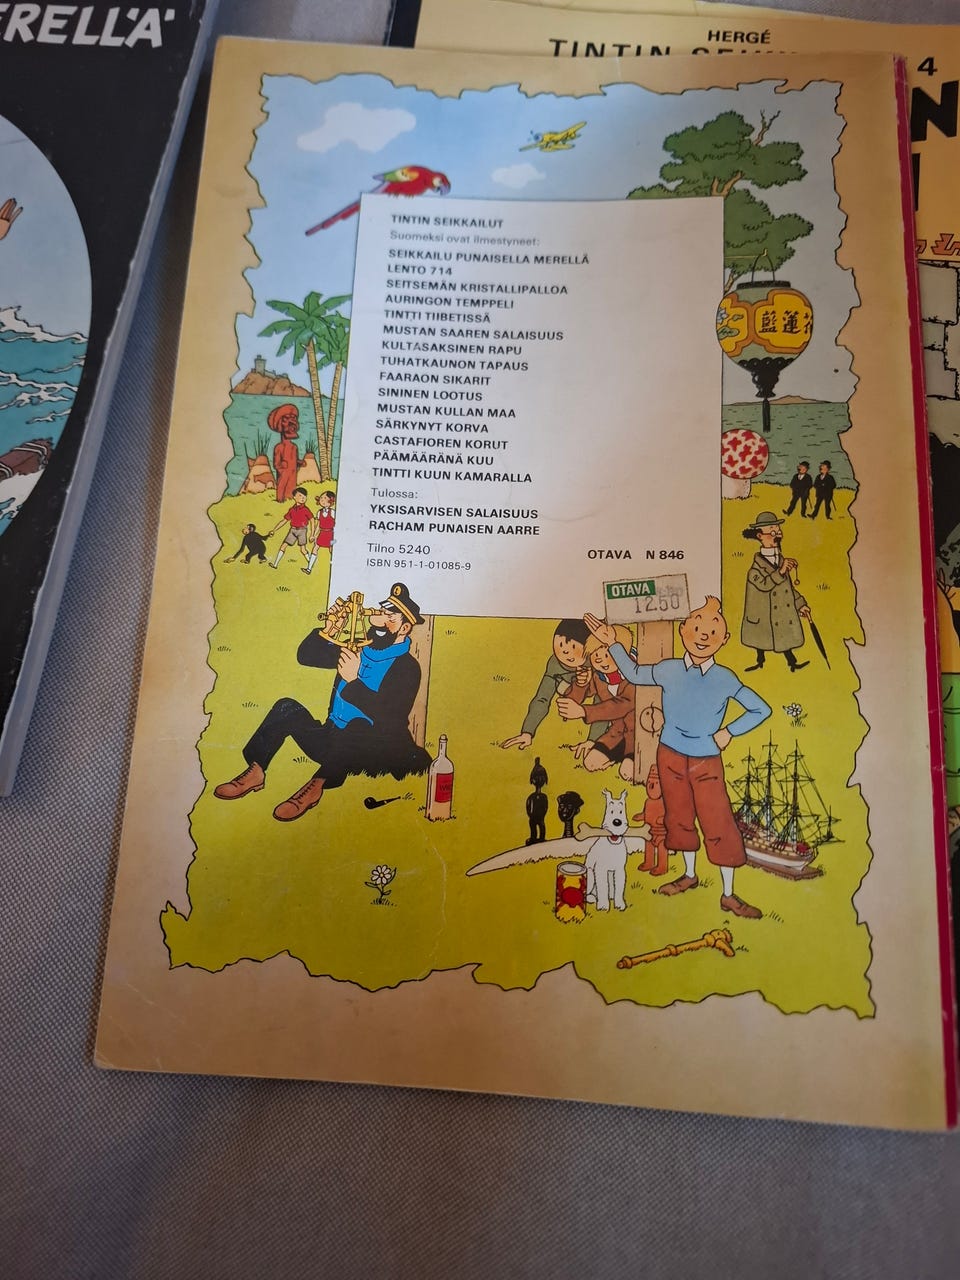 ERELLÄ
HERGÉ
TINTIN
4
N
TINTIN SEIKKAILUT
Suomeksi ovat ilmestyneet:
SEIKKAILU PUNAISELLA MERELLÄ
LENTO 714
SEITSEMÄN KRISTALLIPALLOA
AURINGON TEMPPELI
TINTTI TIIBETISSÄ
MUSTAN SAAREN SALAISUUS
KULTASAKSINEN RAPU
TUHATKAUNON TAPAUS
FAARAON SIKARIT
SININEN LOOTUS
MUSTAN KULLAN MAA
SÄRKYNYT KORVA
CASTAFIOREN KORUT
PÄÄMÄÄRÄNÄ KUU
TINTTI KUUN KAMARALLA
Tulossa:
YKSISARVISEN SALAISUUS
RACHAM PUNAISEN AARRE
Tilno 5240
ISBN 951-1-01085-9
OTAVA N 846
OTAVA
12.50
藍蓮